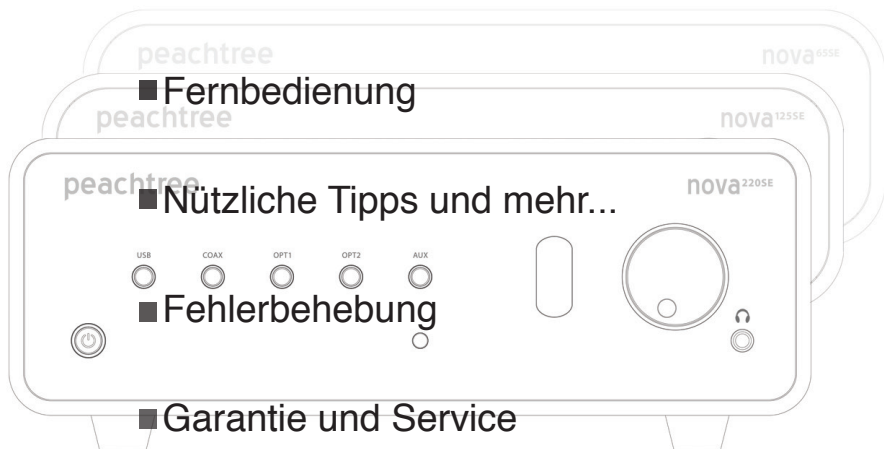 peachtree nova65SE
■Fernbedienung
peachtree nova125SE
peachtree nova220SE
■Nützliche Tipps und mehr...
USB COAX OPT1 OPT2 AUX
■Fehlerbehebung
■Garantie und Service